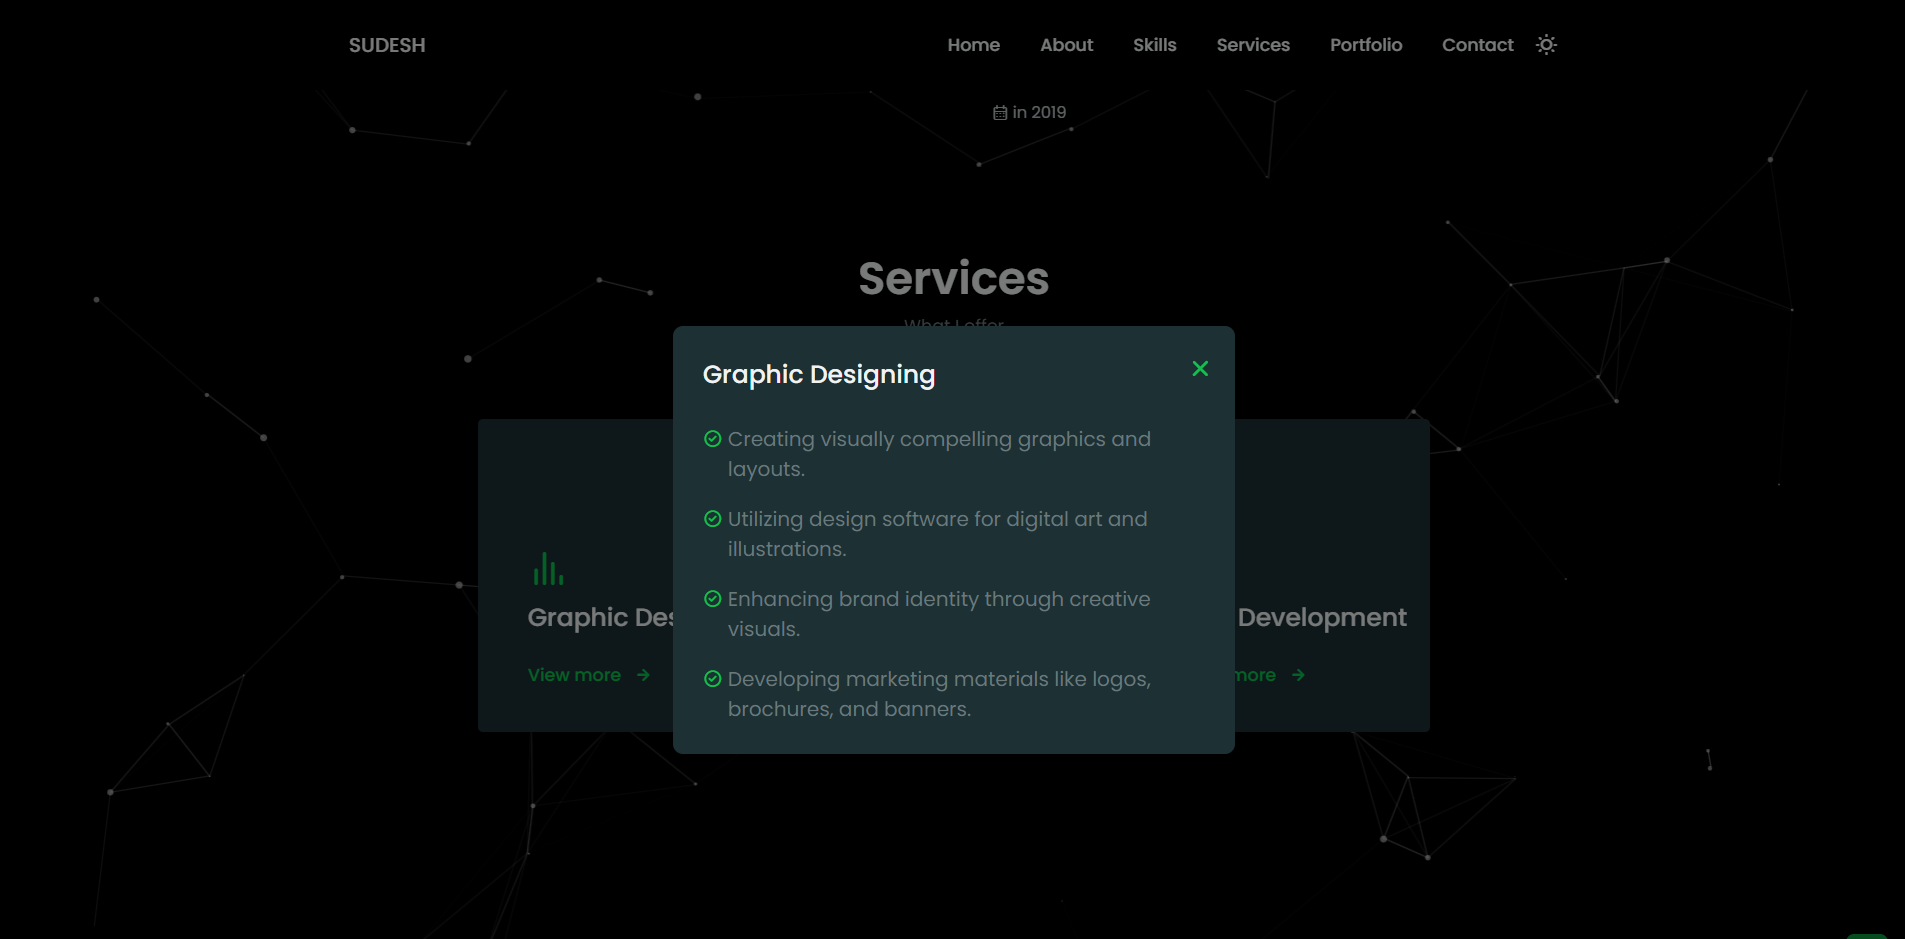 SUDESH Home About Skills Services Portfolio Contact
in 2019
Services
What I offer
Graphic Designing
Creating visually compelling graphics and
layouts.
Utilizing design software for digital art and
illustrations.
Enhancing brand identity through creative
visuals.
Developing marketing materials like logos,
brochures, and banners.
Graphic Des
View more
Development
more